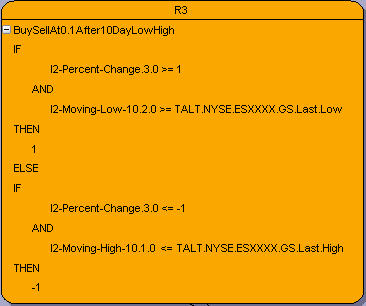 R3
BuySellAt0.1After10DayLowHigh
IF
I2-Percent-Change.3.0 >= 1
AND
I2-Moving-Low-10.2.0 >= TALT.NYSE.ESXXXX.GS.Last.Low
THEN
1
ELSE
IF
I2-Percent-Change.3.0 <= -1
AND
I2-Moving-High-10.1.0 <= TALT.NYSE.ESXXXX.GS.Last.High
THEN
-1